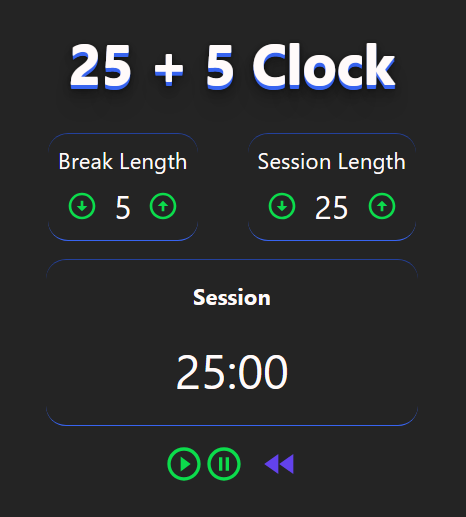 25 + 5 Clock
Break Length
5
Session Length
25
Session
25:00